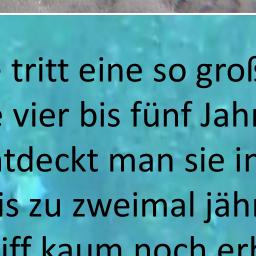 tritt eine so groß
vier bis fünf Jahr
tdeckt man sie in
is zu zweimal jähr
iff kaum noch erh